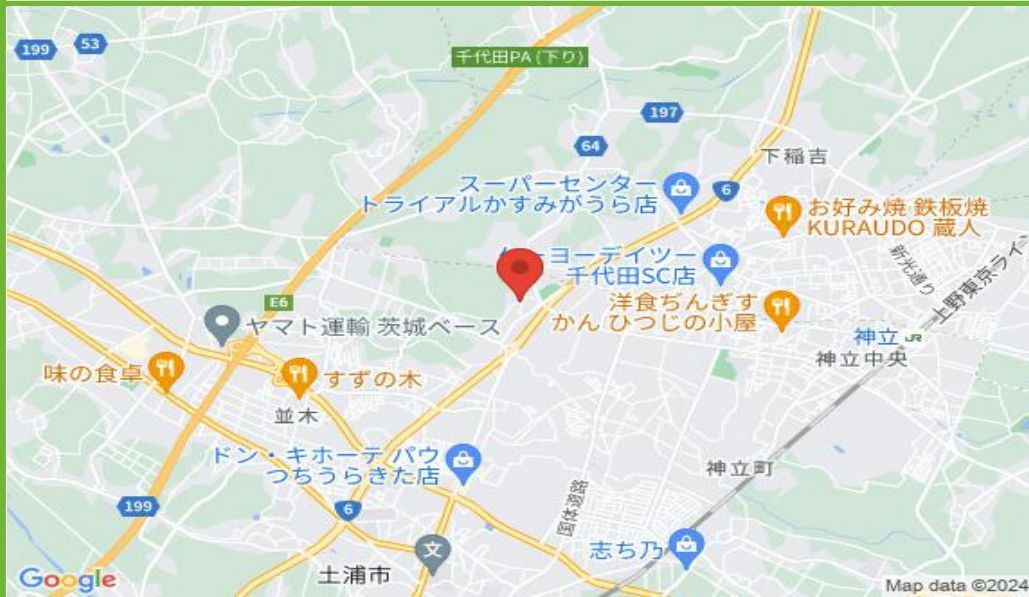 199
53
千代田PA (下り)
197
64
下稲吉
スーパーセンター
トライアルかすみがうら店
6
お好み焼 鉄板焼
KURAUDO 蔵人
ーヨーデイツー
千代田SC店
新光通り
上野東京ライ
E6
洋食ぢんぎす
かん ひつじの小屋
ヤマト運輸 茨城ベース
神立
JR
神立中央
味の食卓
すずの木
並木
ドン・キホーテ パウ
つちうらきた店
神立町
199
6
国体道路
文
志ち乃
土浦市
Google
Map data ©2024